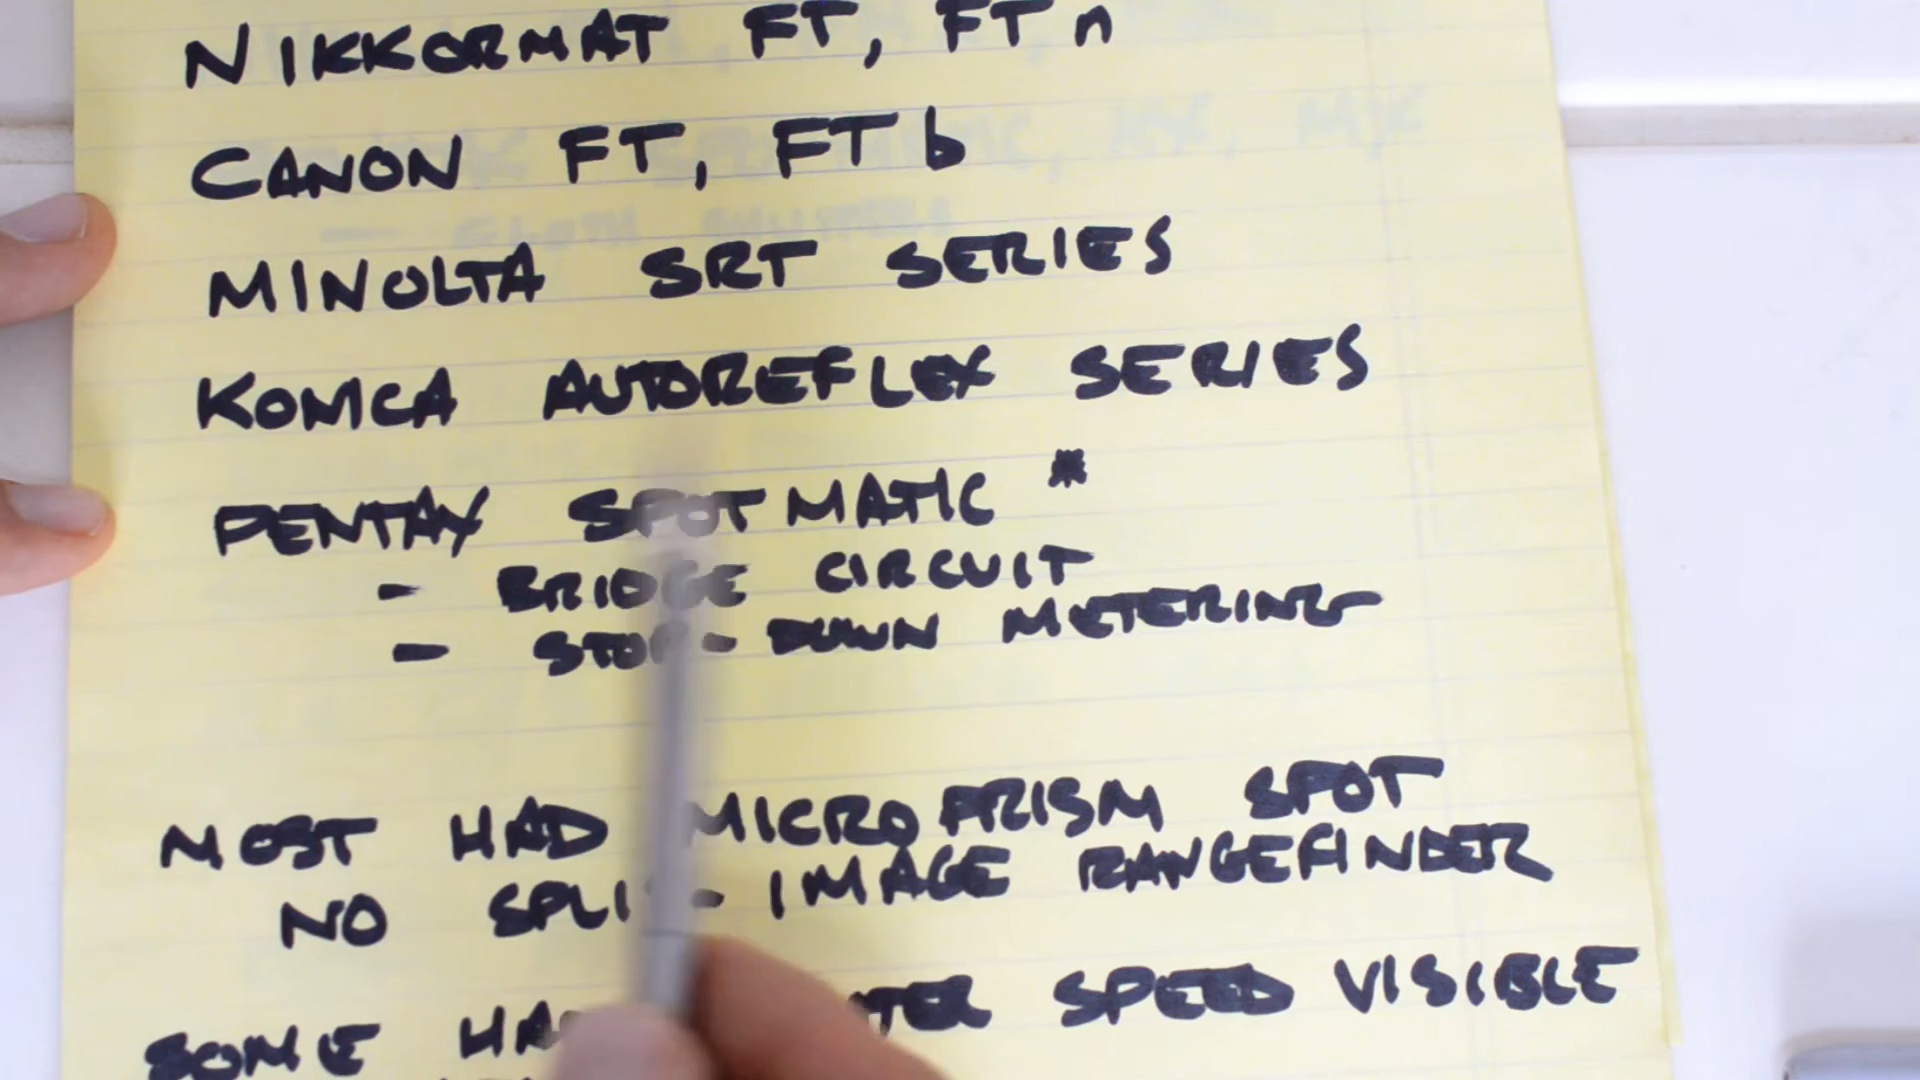 NIKKORMAT FT, FTn
CANON FT, FTb
MINOLTA SRT SERIES
KONICA AUTOREFLEX SERIES
PENTAX SPOTMATIC *
- BRIDGE CIRCUIT
- STOP-DOWN METERING
MOST HAD MICROPRISM SPOT
NO SPLIT-IMAGE RANGEFINDER
SOME SPEED VISIBLE